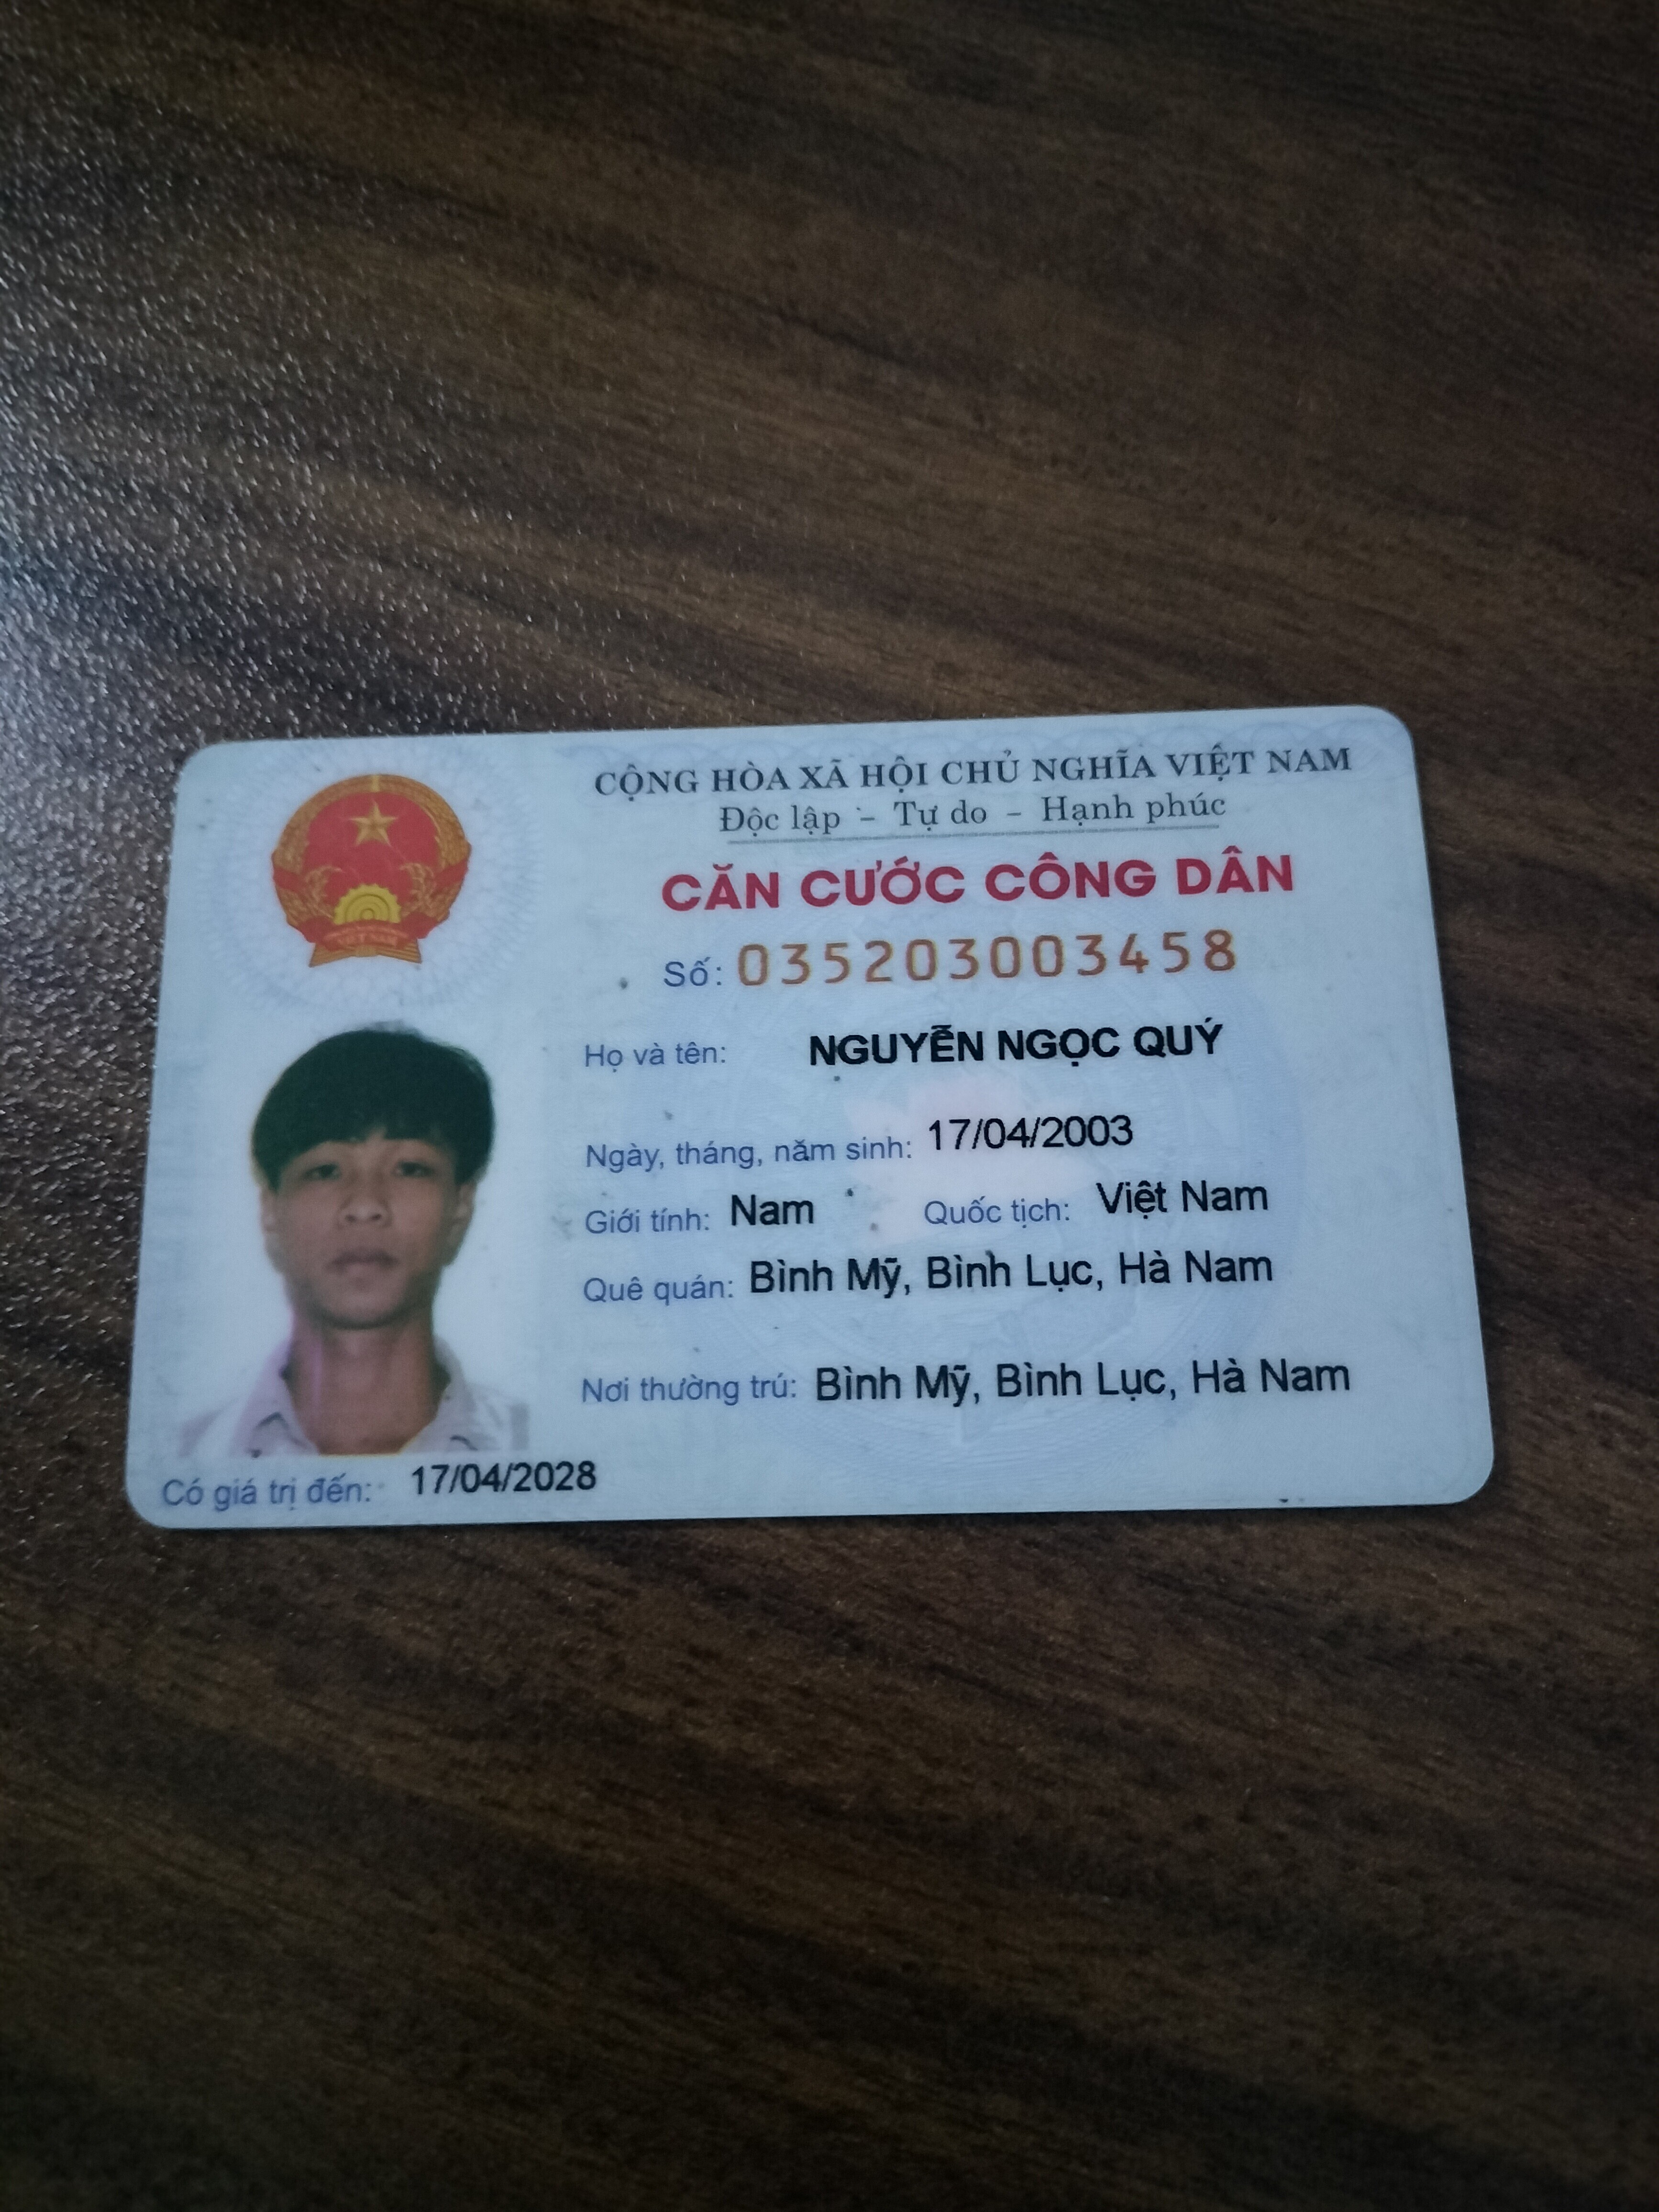 CỘNG HÒA XÃ HỘI CHỦ NGHĨA VIỆT NAM
Độc lập - Tự do - Hạnh phúc
CĂN CƯỚC CÔNG DÂN
Số: 035203003458
Họ và tên: NGUYỄN NGỌC QUÝ
Ngày, tháng, năm sinh: 17/04/2003
Giới tính: Nam Quốc tịch: Việt Nam
Quê quán: Bình Mỹ, Bình Lục, Hà Nam
Nơi thường trú: Bình Mỹ, Bình Lục, Hà Nam
Có giá trị đến: 17/04/2028